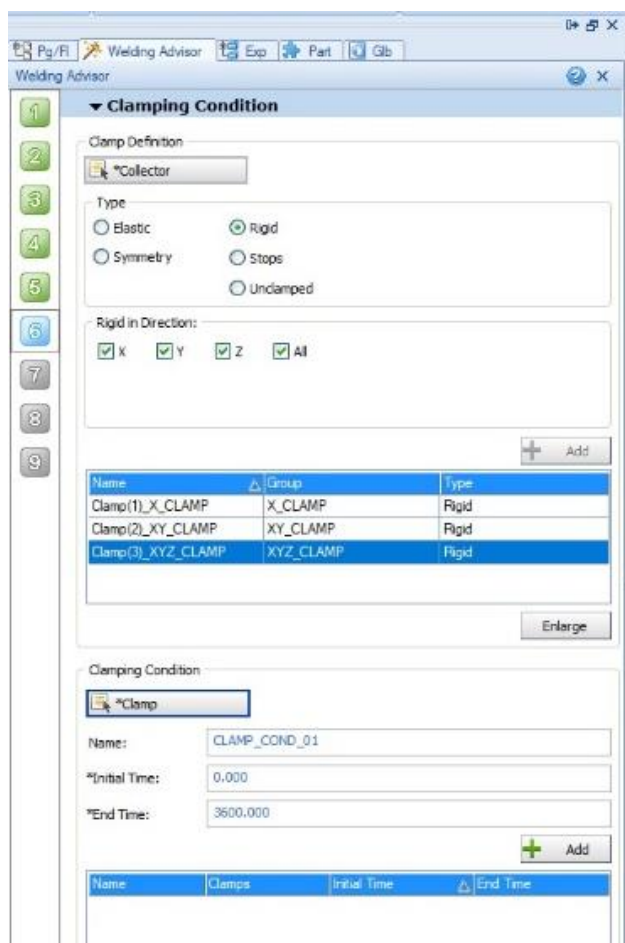 Pg/Fl Welding Advisor Exp Part Glb
Welding Advisor
1
2
3
4
5
6
7
8
9
Clamping Condition
Clamp Definition
*Collector
Type
Elastic Rigid
Symmetry Stops
Unclamped
Rigid in Direction:
X Y Z All
Add
Name Group Type
Clamp(1)_X_CLAMP X_CLAMP Rigid
Clamp(2)_XY_CLAMP XY_CLAMP Rigid
Clamp(3)_XYZ_CLAMP XYZ_CLAMP Rigid
Enlarge
Clamping Condition
*Clamp
Name: CLAMP_COND_01
*Initial Time: 0.000
*End Time: 3600.000
Add
Name Clamps Initial Time End Time